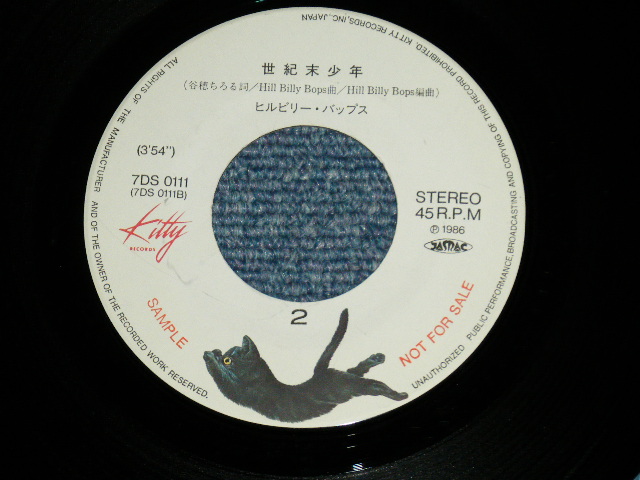 世紀末少年
(谷穂ちろる詞/Hill Billy Bops曲/Hill Billy Bops編曲)
ヒルビリー・バップス
(3'54")
7DS 0111
(7DS 0111B)
Kitty
RECORDS
STEREO
45 R.P.M
Ⓟ 1986
JASRAC
2
SAMPLE
NOT FOR SALE
ALL RIGHTS OF THE MANUFACTURER AND OF THE OWNER OF THE RECORDED WORK RESERVED.
UNAUTHORIZED PUBLIC PERFORMANCE, BROADCASTING AND COPYING OF THIS RECORD PROHIBITED. KITTY RECORDS, INC. JAPAN